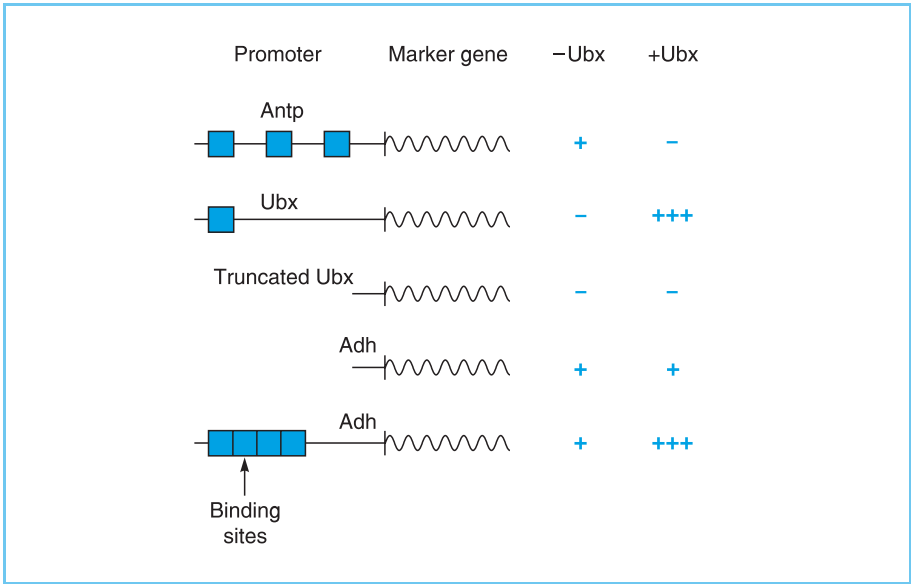 Promoter Marker gene −Ubx +Ubx
Antp
+ −
Ubx
− +++
Truncated Ubx
− −
Adh
+ +
Adh
+ +++
Binding
sites